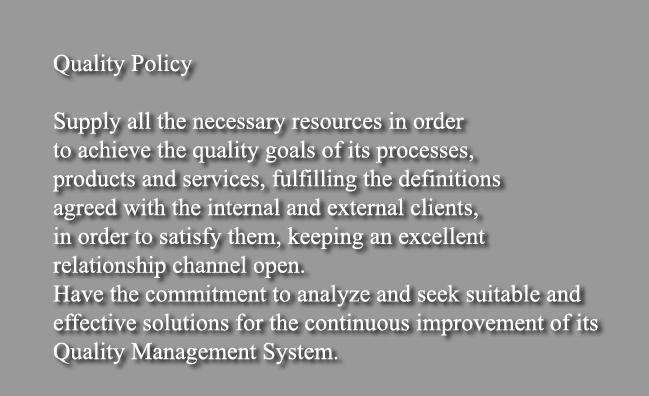 Quality Policy
Supply all the necessary resources in order
to achieve the quality goals of its processes,
products and services, fulfilling the definitions
agreed with the internal and external clients,
in order to satisfy them, keeping an excellent
relationship channel open.
Have the commitment to analyze and seek suitable and
effective solutions for the continuous improvement of its
Quality Management System.